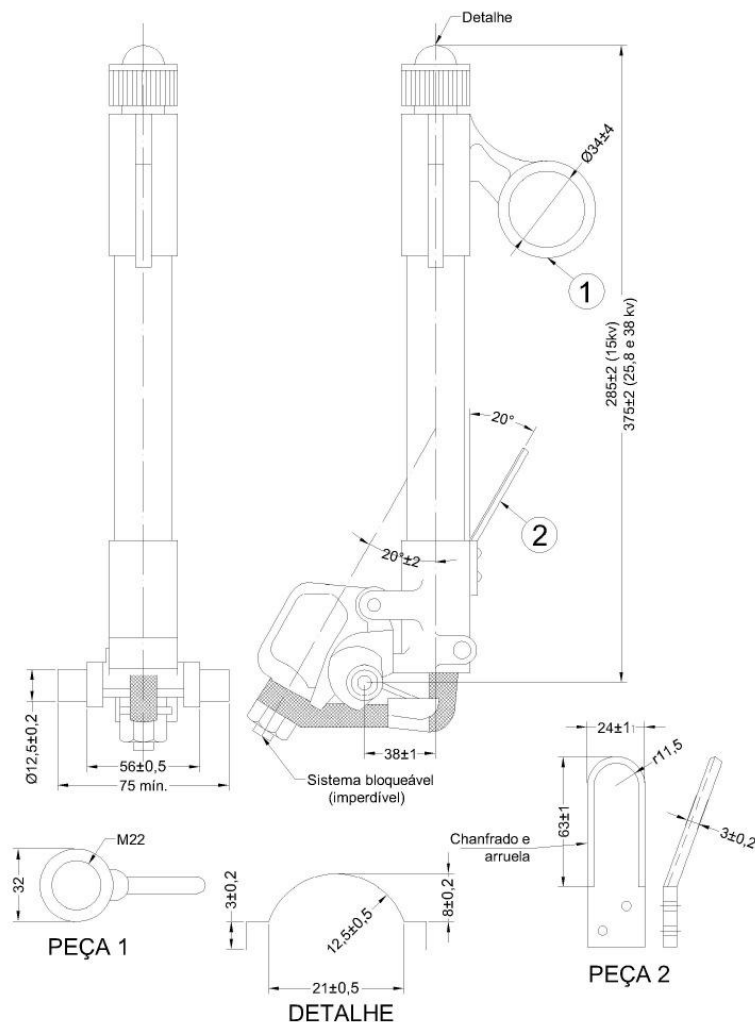 Detalhe
Ø34±4
1
285±2 (15kv)
375±2 (25,8 e 38 kv)
20°
2
20°±2
Ø12,5±0,2
56±0,5
75 mín.
38±1
Sistema bloqueável
(imperdível)
24±1
r11,5
63±1
3±0,2
Chanfrado e
arruela
M22
32
PEÇA 1
3±0,2
12,5±0,5
8±0,2
21±0,5
DETALHE
PEÇA 2